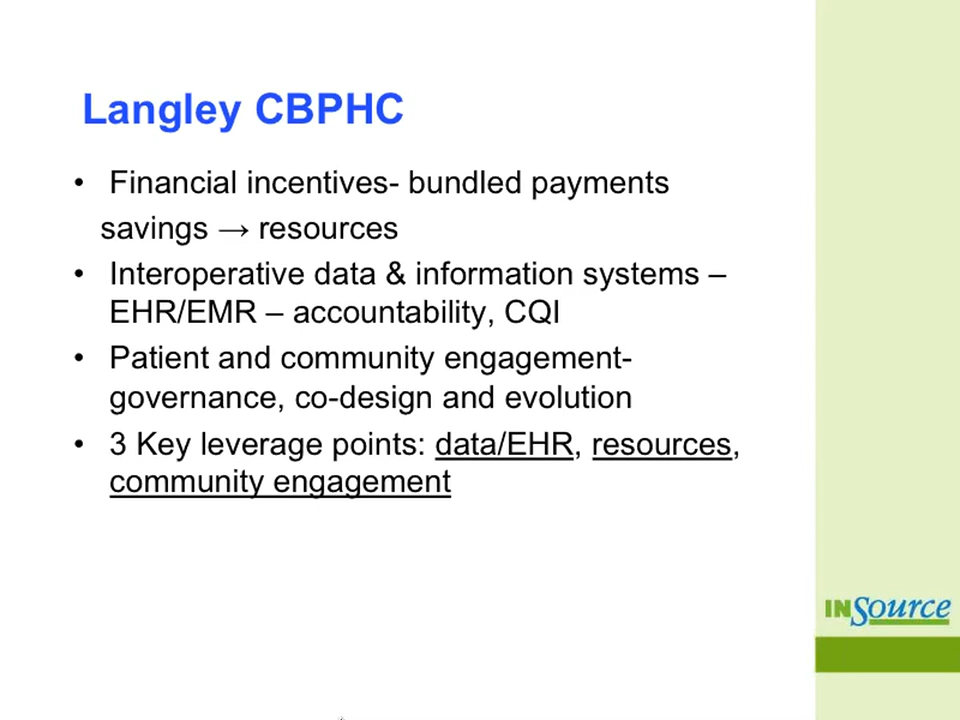 Langley CBPHC
• Financial incentives- bundled payments
savings → resources
• Interoperative data & information systems –
EHR/EMR – accountability, CQI
• Patient and community engagement-
governance, co-design and evolution
• 3 Key leverage points: data/EHR, resources,
community engagement
INSource